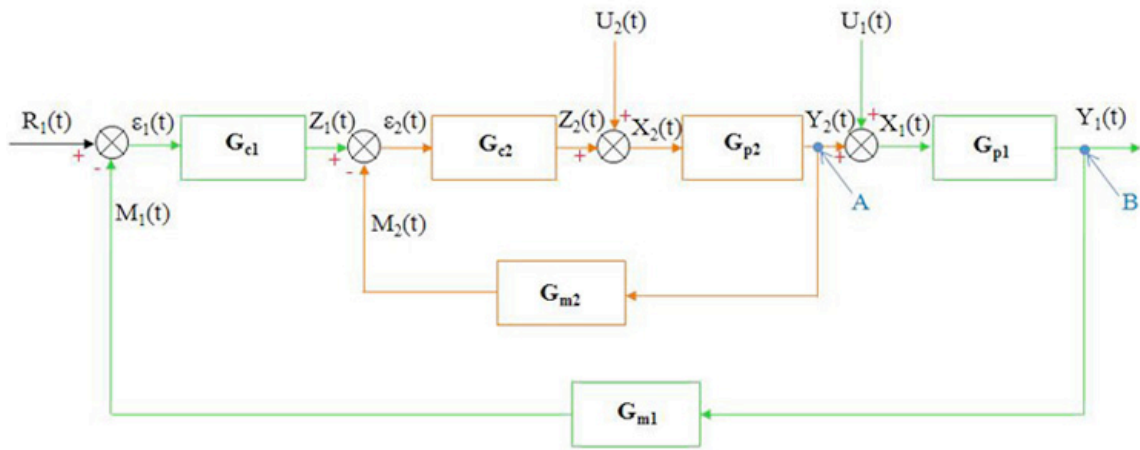 U₂(t) U₁(t)
R₁(t) ε₁(t) Z₁(t) ε₂(t) Z₂(t) X₂(t) Y₂(t) X₁(t) Y₁(t)
+ - + - + + + +
G_c1 G_c2 G_p2 G_p1
A B
M₁(t) M₂(t)
G_m2
G_m1